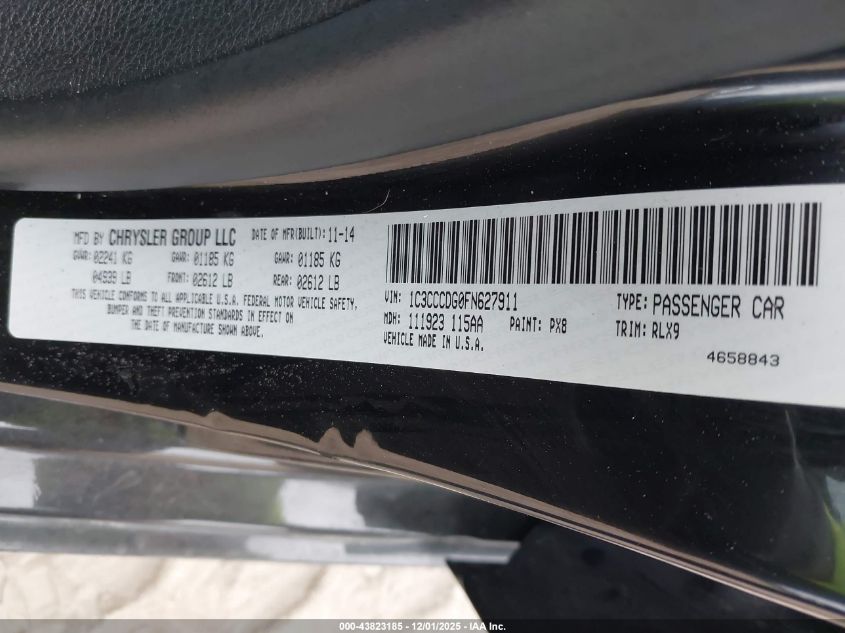 MFD BY CHRYSLER GROUP LLC DATE OF MFR(BUILT): 11-14
GVWR: 02241 KG GAWR: 01185 KG GAWR: 01185 KG
04939 LB FRONT: 02612 LB REAR: 02612 LB
THIS VEHICLE CONFORMS TO ALL APPLICABLE U.S.A. FEDERAL MOTOR VEHICLE SAFETY,
BUMPER AND THEFT PREVENTION STANDARDS IN EFFECT ON
THE DATE OF MANUFACTURE SHOWN ABOVE.
VIN: 1C3CCCDG0FN627911 TYPE: PASSENGER CAR
MDH: 111923 115AA PAINT: PX8 TRIM: RLX9
VEHICLE MADE IN U.S.A.
4658843
000-43823185 - 12/01/2025 - IAA Inc.